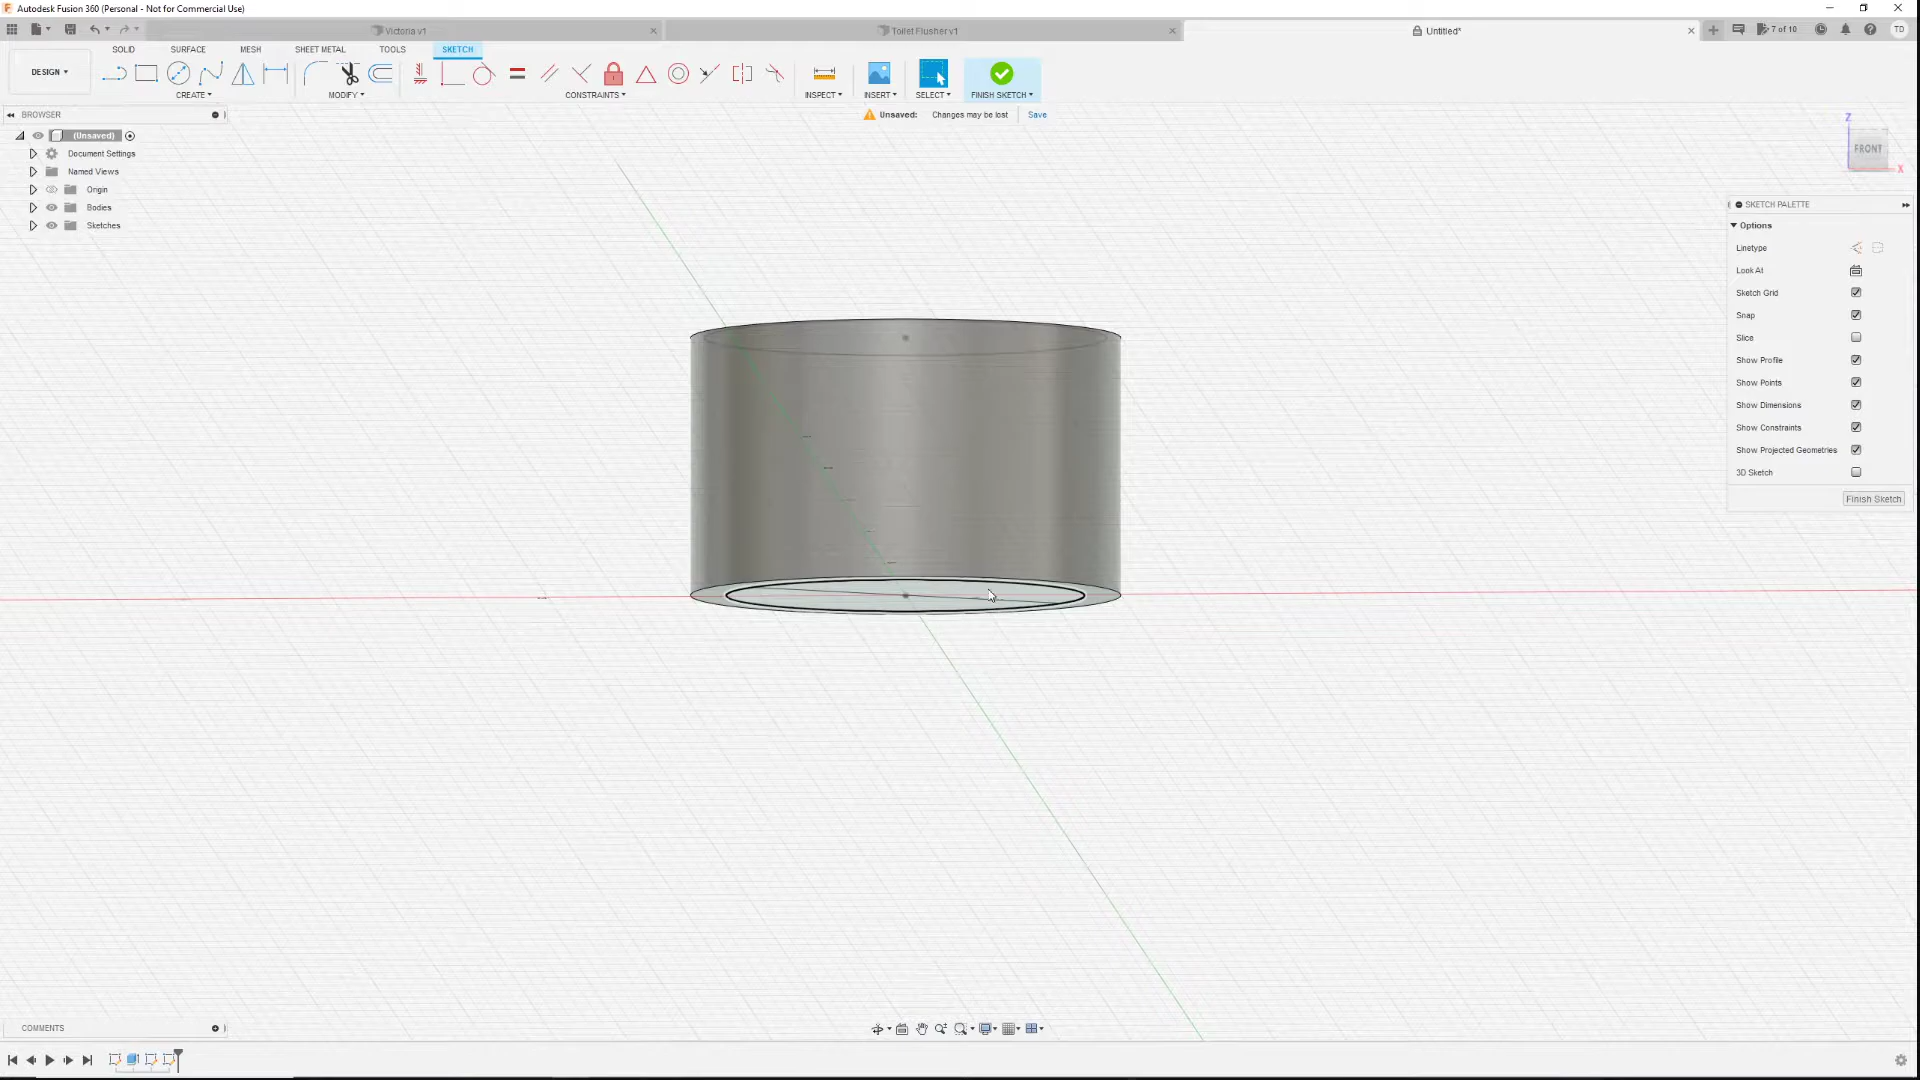 Autodesk Fusion 360 (Personal - Not for Commercial Use)
Victoria v1
Toilet Flusher v1
Untitled*
7 of 10
TD
SOLID
SURFACE
MESH
SHEET METAL
TOOLS
SKETCH
DESIGN
CREATE
MODIFY
CONSTRAINTS
INSPECT
INSERT
SELECT
FINISH SKETCH
BROWSER
Unsaved: Changes may be lost Save
(Unsaved)
Document Settings
Named Views
Origin
Bodies
Sketches
Z
FRONT
X
SKETCH PALETTE
Options
Linetype
Look At
Sketch Grid
Snap
Slice
Show Profile
Show Points
Show Dimensions
Show Constraints
Show Projected Geometries
3D Sketch
Finish Sketch
COMMENTS